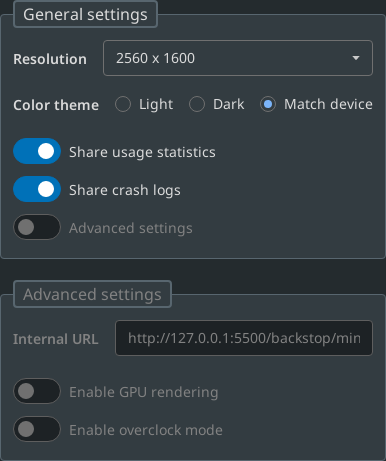 General settings
Resolution 2560 x 1600
Color theme Light Dark Match device
Share usage statistics
Share crash logs
Advanced settings
Advanced settings
Internal URL http://127.0.0.1:5500/backstop/min
Enable GPU rendering
Enable overclock mode